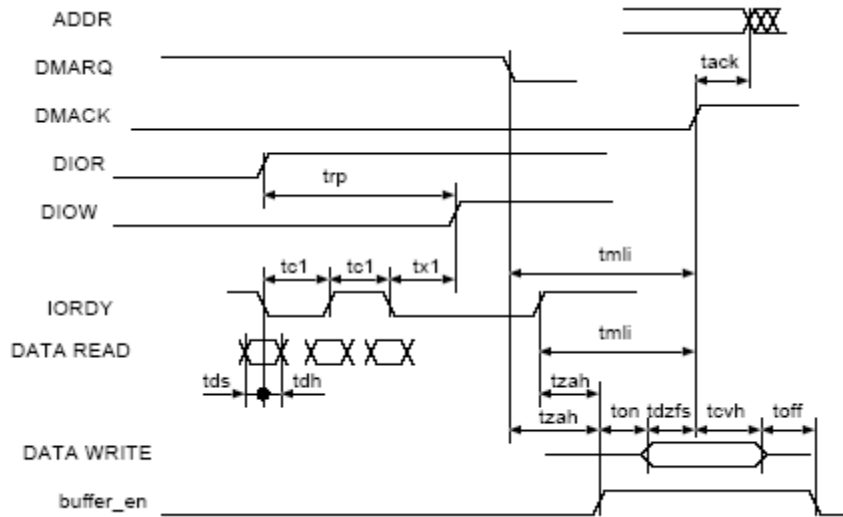 ADDR
DMARQ
tack
DMACK
DIOR
trp
DIOW
tc1 tc1 tx1 tmli
IORDY
DATA READ tmli
tds tdh tzah
tzah ton tdzfs tcvh toff
DATA WRITE
buffer_en